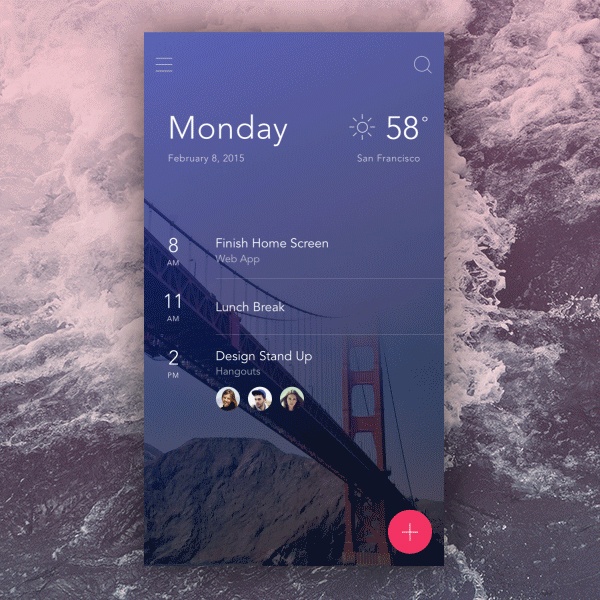 Monday
58°
February 8, 2015
San Francisco
8
AM
Finish Home Screen
Web App
11
AM
Lunch Break
2
PM
Design Stand Up
Hangouts